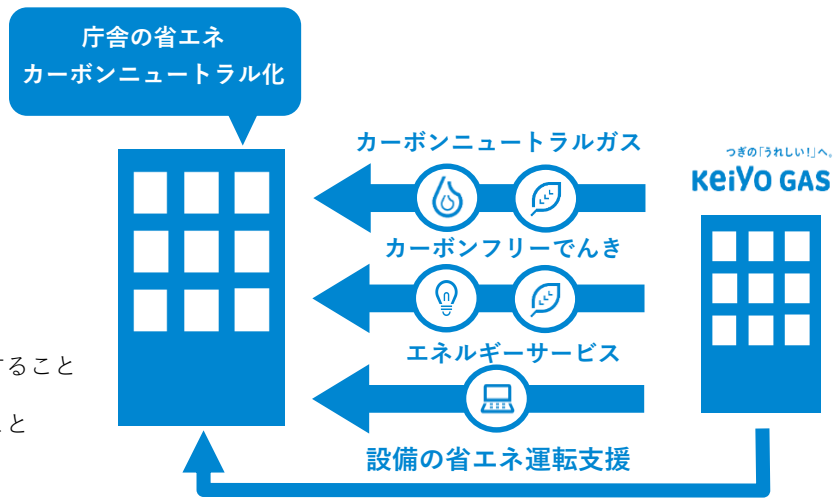 庁舎の省エネ
カーボンニュートラル化
カーボンニュートラルガス
つぎの「うれしい！」へ。
KeiYO GAS
カーボンフリーでんき
エネルギーサービス
すること
こと
設備の省エネ運転支援